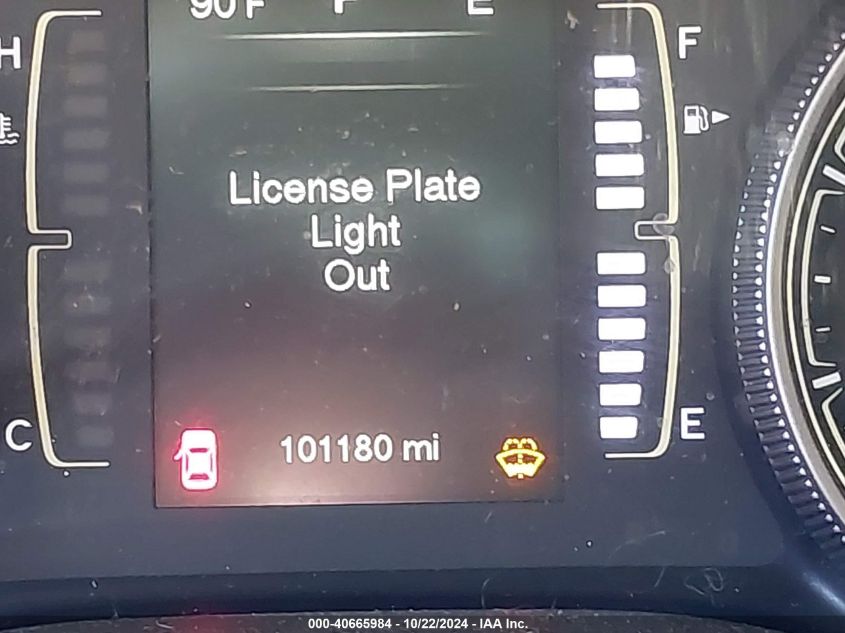 90 F
E
H
F
License Plate
Light
Out
C
101180 mi
E
000-40665984 - 10/22/2024 - IAA Inc.